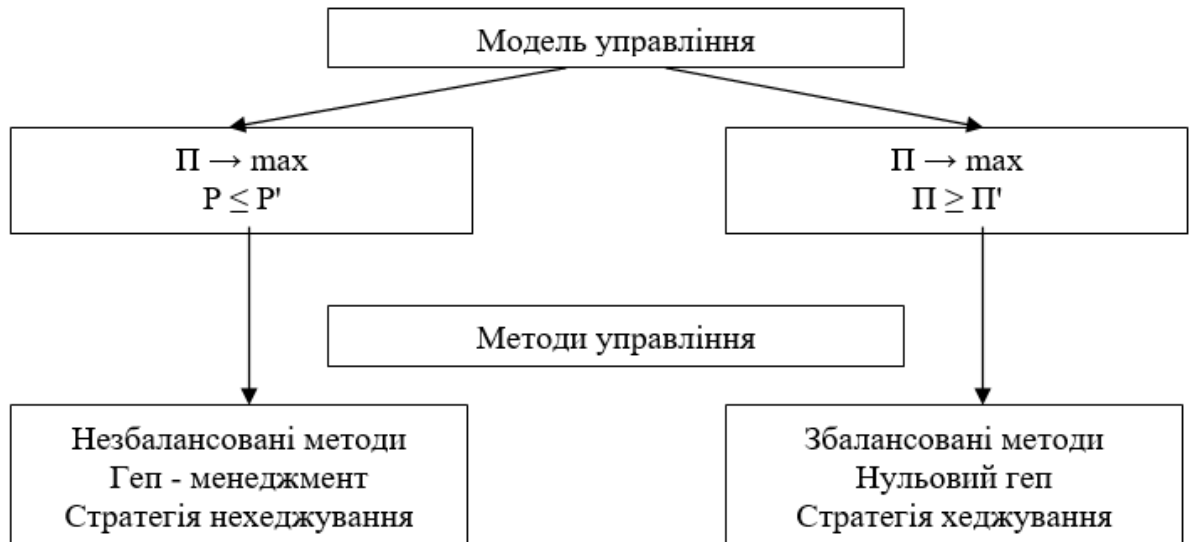 Модель управління
П → max
Р ≤ Р'
П → max
П ≥ П'
Методи управління
Незбалансовані методи
Геп - менеджмент
Стратегія нехеджування
Збалансовані методи
Нульовий геп
Стратегія хеджування